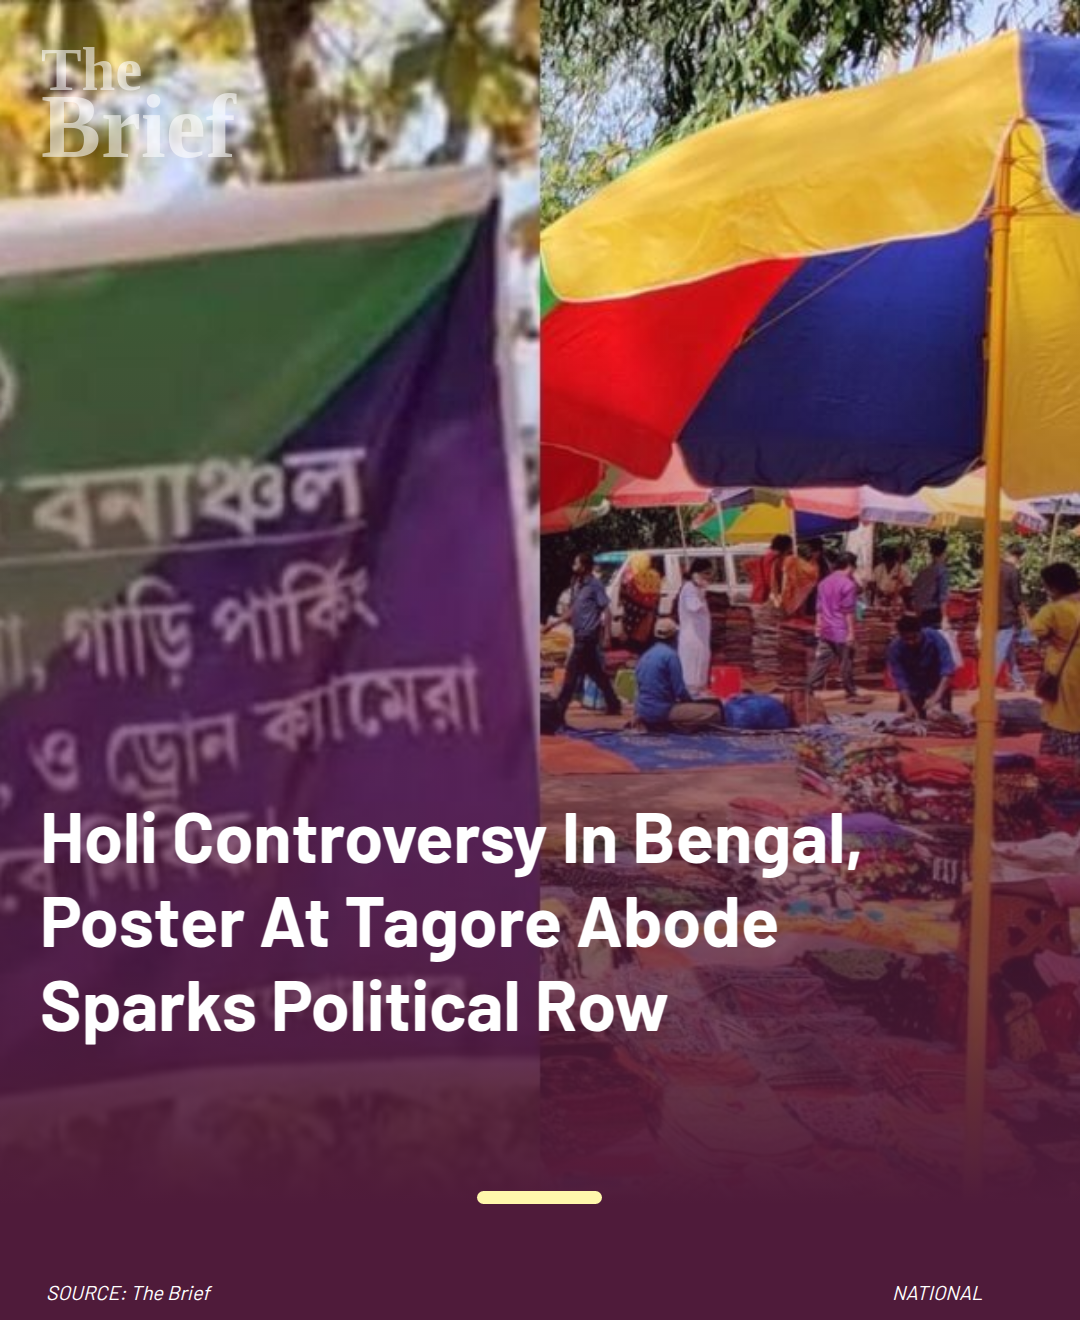 The
Brief
বনাঞ্চল
গাড়ি পার্কিং
ও ড্রোন ক্যামেরা
Holi Controversy In Bengal,
Poster At Tagore Abode
Sparks Political Row
SOURCE: The Brief
NATIONAL